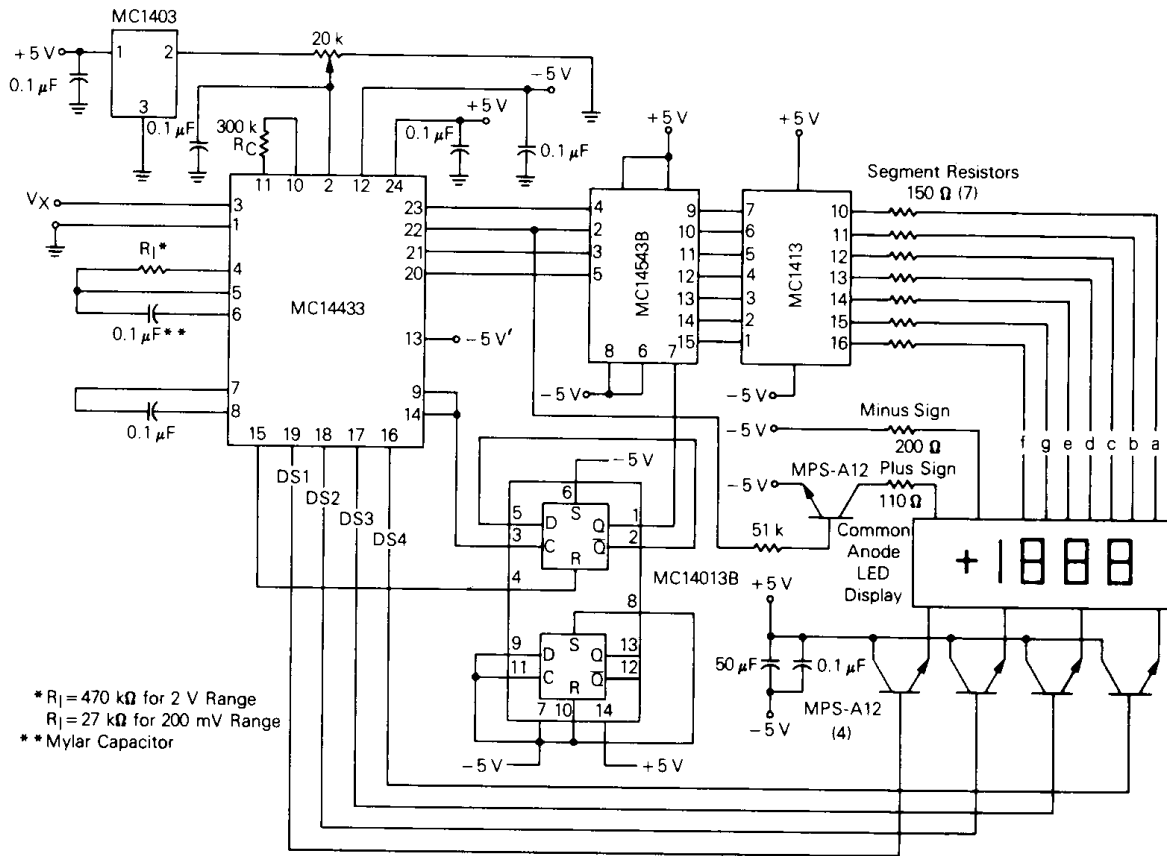 MC1403
+5 V
1
2
3
0.1 µF
20 k
-5 V
+5 V
0.1 µF
300 k
RC
0.1 µF
0.1 µF
11 10 2 12 24
VX
3
1
RI*
4
5
6
0.1 µF**
7
8
0.1 µF
MC14433
23
22
21
20
13
-5 V'
9
14
15 19 18 17 16
DS1
DS2
DS3
DS4
+5 V
4
2
3
5
MC14543B
9
10
11
12
13
14
15
8 6 7
-5 V
+5 V
7
6
5
4
3
2
1
MC1413
10
11
12
13
14
15
16
-5 V
Segment Resistors
150 Ω (7)
Minus Sign
-5 V
200 Ω
MPS-A12
Plus Sign
-5 V
110 Ω
51 k
f g e d c b a
Common
Anode
LED
Display
+1 8 8 8
-5 V
6
S
5
D
Q
1
3
C
Q
2
R
4
MC14013B
8
9
D
S
Q
13
11
C
Q
12
R
7 10 14
-5 V
+5 V
+5 V
50 µF
0.1 µF
-5 V
MPS-A12
(4)
* RI = 470 kΩ for 2 V Range
RI = 27 kΩ for 200 mV Range
* * Mylar Capacitor